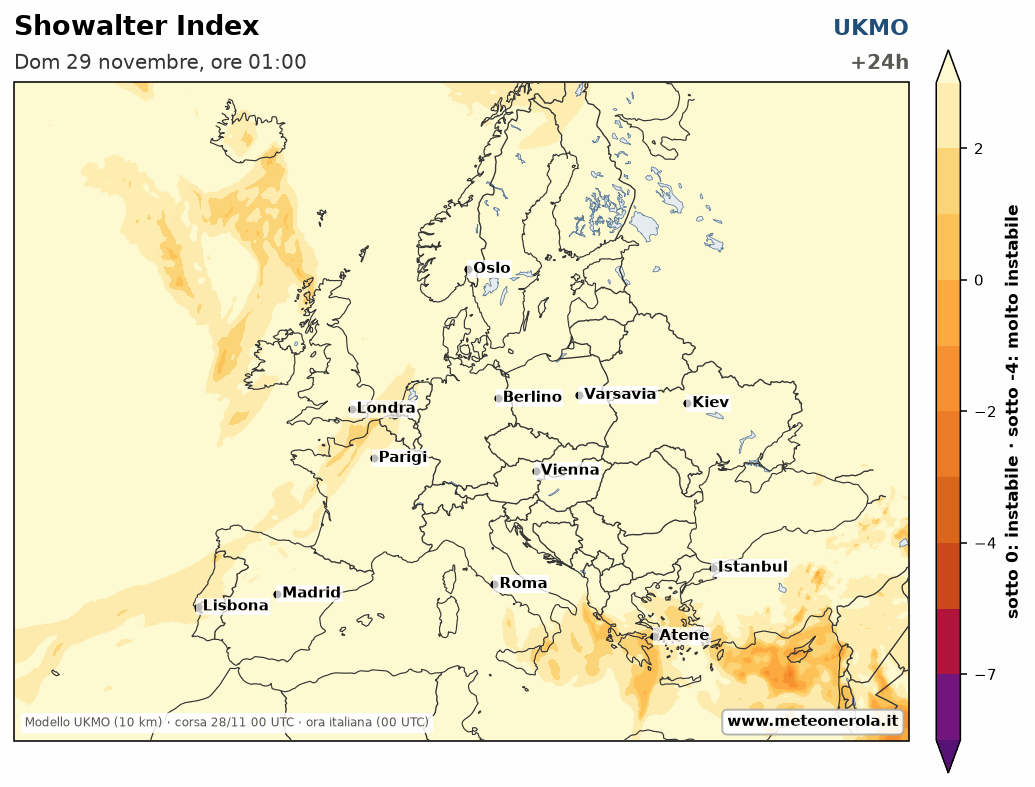 Showalter Index
UKMO
Dom 29 novembre, ore 01:00
+24h
2
0
−2
−4
−7
sotto 0: instabile · sotto -4: molto instabile
Oslo
Berlino
Varsavia
Kiev
Londra
Parigi
Vienna
Istanbul
Roma
Madrid
Lisbona
Atene
Modello UKMO (10 km) · corsa 28/11 00 UTC · ora italiana (00 UTC)
www.meteonerola.it